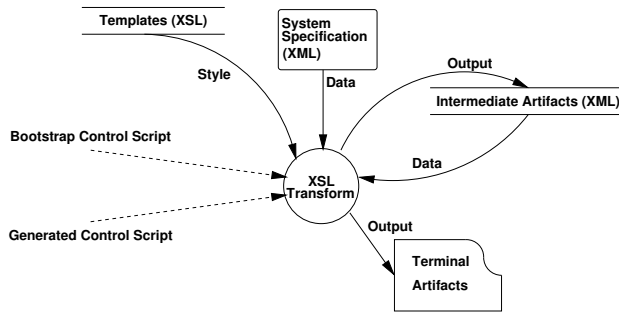 Templates (XSL)
System
Specification
(XML)
Style
Data
Output
Intermediate Artifacts (XML)
Bootstrap Control Script
Data
XSL
Transform
Generated Control Script
Output
Terminal
Artifacts